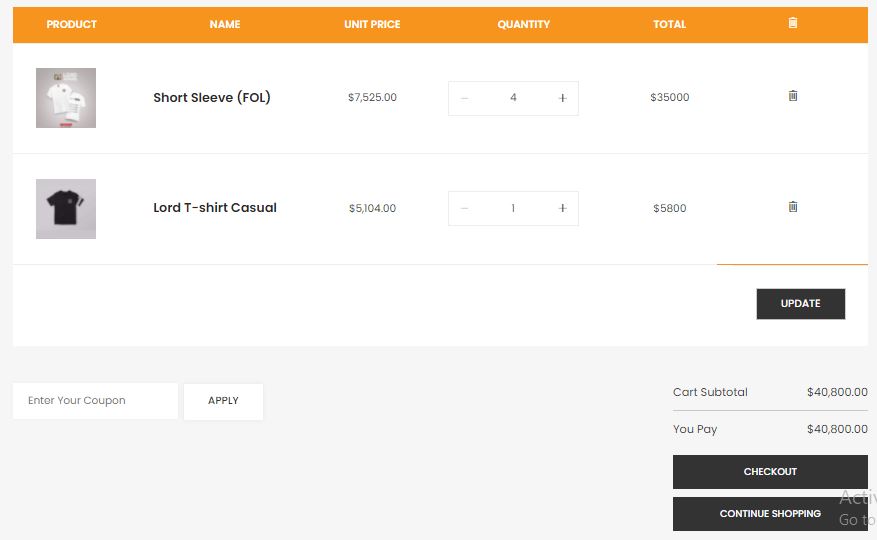 PRODUCT NAME UNIT PRICE QUANTITY TOTAL
Short Sleeve (FOL) $7,525.00 − 4 + $35000
Lord T-shirt Casual $5,104.00 − 1 + $5800
UPDATE
Enter Your Coupon APPLY
Cart Subtotal $40,800.00
You Pay $40,800.00
CHECKOUT
CONTINUE SHOPPING
Activ
Go to